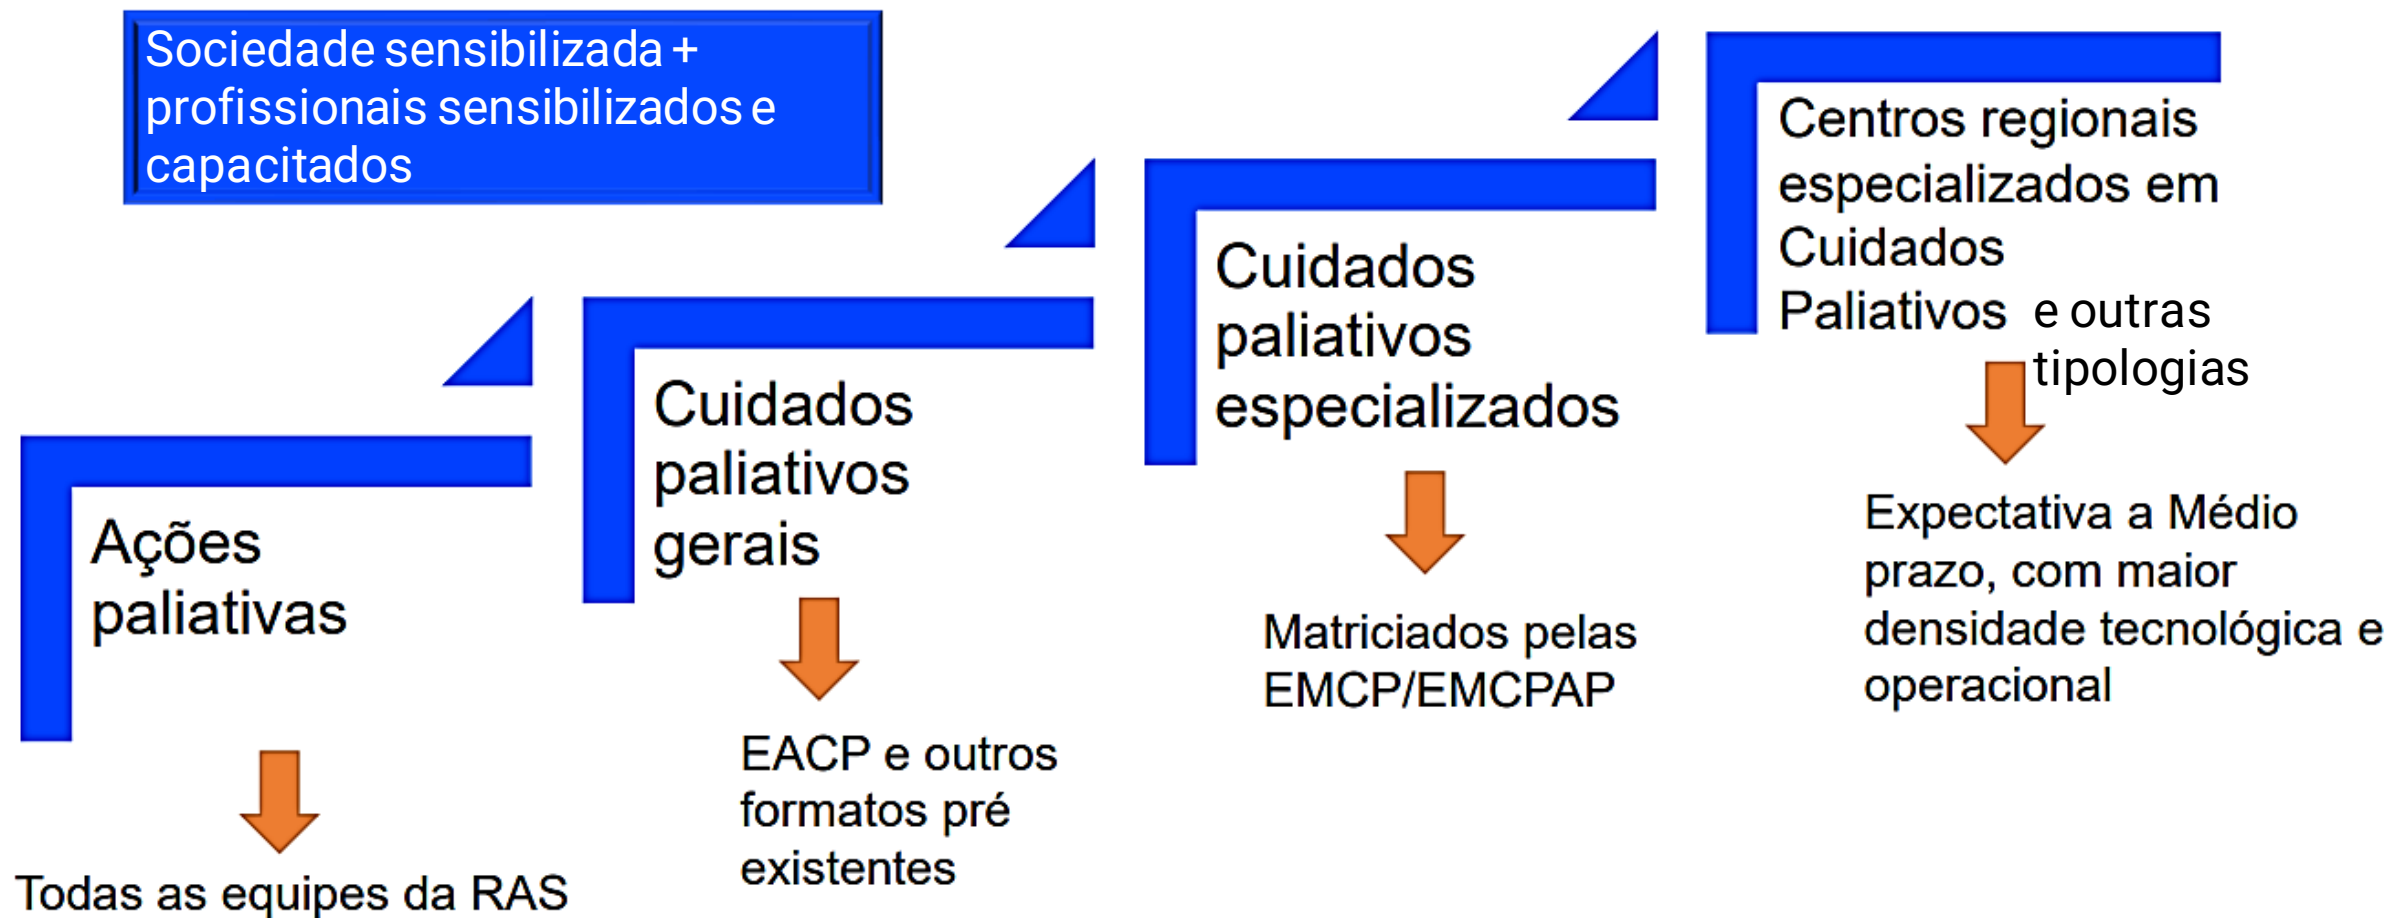 Sociedade sensibilizada +
profissionais sensibilizados e
capacitados
Ações
paliativas
Todas as equipes da RAS
Cuidados
paliativos
gerais
EACP e outros
formatos pré
existentes
Cuidados
paliativos
especializados
Matriciados pelas
EMCP/EMCPAP
Centros regionais
especializados em
Cuidados
Paliativos e outras
tipologias
Expectativa a Médio
prazo, com maior
densidade tecnológica e
operacional